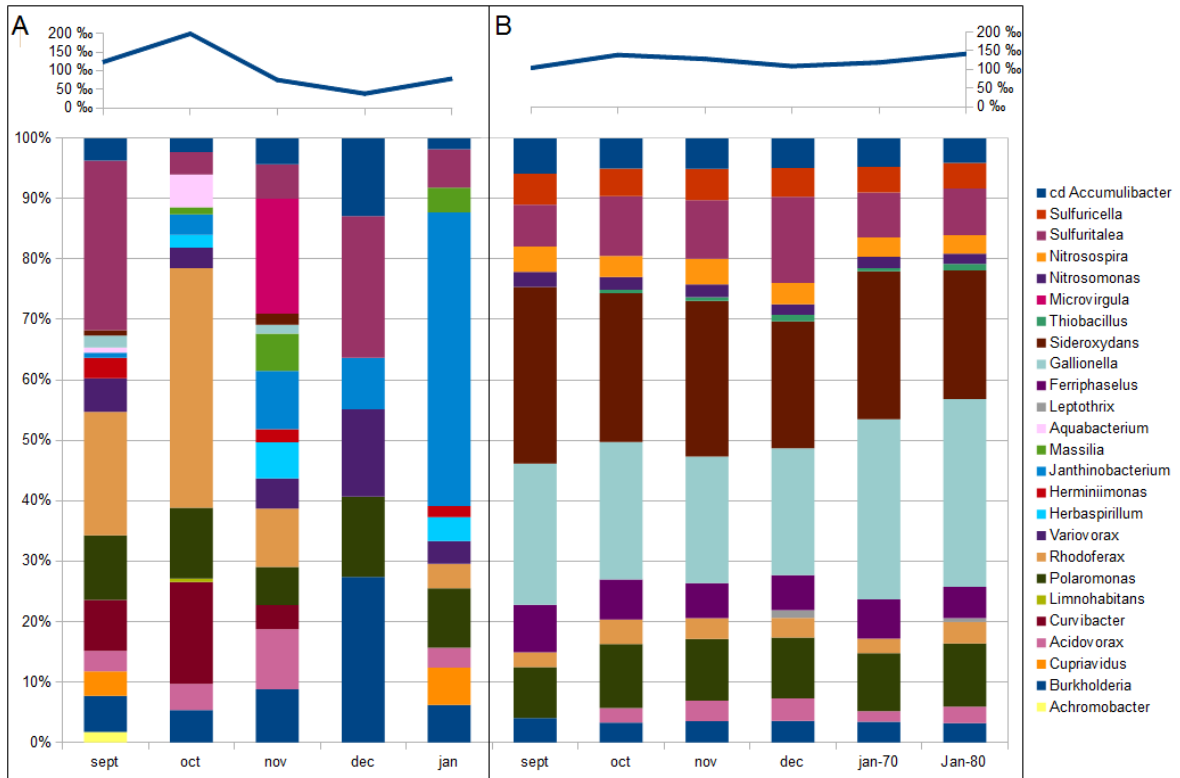 A
200 ‰
150 ‰
100 ‰
50 ‰
0 ‰
B
200 ‰
150 ‰
100 ‰
50 ‰
0 ‰
100%
90%
80%
70%
60%
50%
40%
30%
20%
10%
0%
sept oct nov dec jan
sept oct nov dec jan-70 Jan-80
cd Accumulibacter
Sulfuricella
Sulfuritalea
Nitrosospira
Nitrosomonas
Microvirgula
Thiobacillus
Sideroxydans
Gallionella
Ferriphaselus
Leptothrix
Aquabacterium
Massilia
Janthinobacterium
Herminiimonas
Herbaspirillum
Variovorax
Rhodoferax
Polaromonas
Limnohabitans
Curvibacter
Acidovorax
Cupriavidus
Burkholderia
Achromobacter